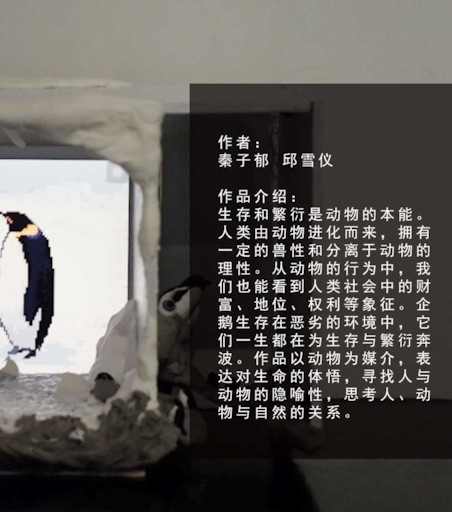 作者：
秦子郁 邱雪仪
作品介绍：
生存和繁衍是动物的本能。
人类由动物进化而来，拥有
一定的兽性和分离于动物的
理性。从动物的行为中，我
们也能看到人类社会中的财
富、地位、权利等象征。企
鹅生存在恶劣的环境中，它
们一生都在为生存与繁衍奔
波。作品以动物为媒介，表
达对生命的体悟，寻找人与
动物的隐喻性，思考人、动
物与自然的关系。